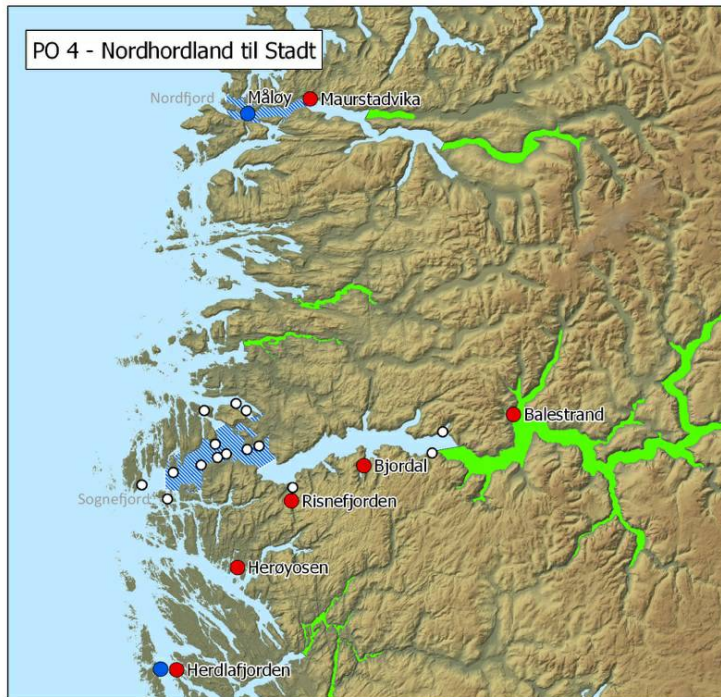 PO 4 - Nordhordland til Stadt
Nordfjord
Måløy
Maurstadvika
Balestrand
Bjordal
Sognefjord
Risnefjorden
Herøyosen
Herdlafjorden